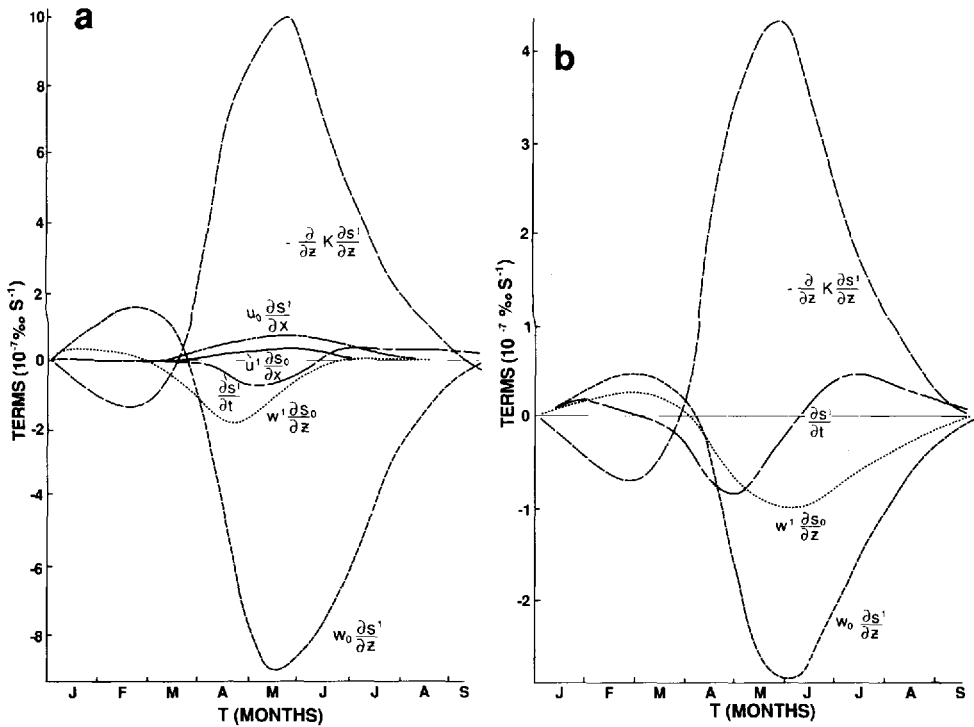 a
TERMS (10⁻⁷‰ S⁻¹)
10
8
6
4
2
0
-2
-4
-6
-8
- ∂/∂z K ∂s¹/∂z
u₀ ∂s¹/∂x
u¹ ∂s₀/∂x
∂s¹/∂t
w¹ ∂s₀/∂z
w₀ ∂s¹/∂z
J F M A M J J A S
T (MONTHS)
b
TERMS (10⁻⁷ ‰ S⁻¹)
4
3
2
1
0
-1
-2
- ∂/∂z K ∂s¹/∂z
∂s¹/∂t
w¹ ∂s₀/∂z
w₀ ∂s¹/∂z
J F M A M J J A S
T (MONTHS)